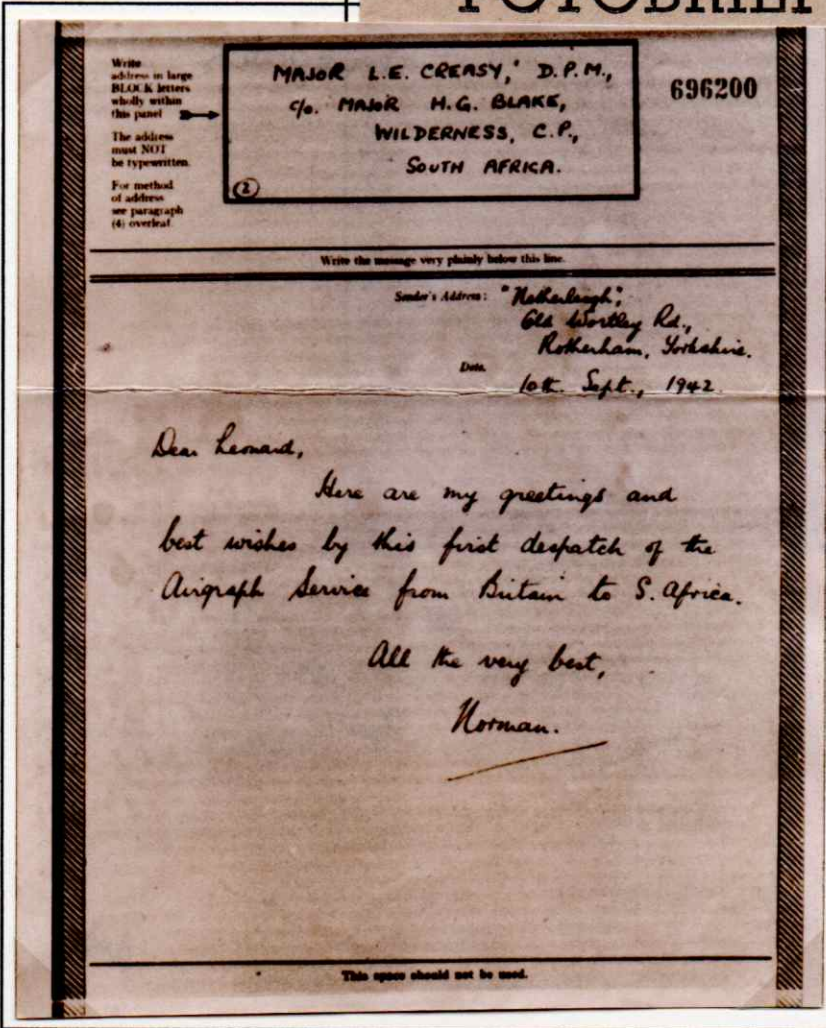 FOTOBRIEF
Write
address in large
BLOCK letters
wholly within
this panel
The address
must NOT
be typewritten.
For method
of address
see paragraph
(4) overleaf
MAJOR L.E. CREASY, D.P.M.,
c/o. MAJOR H.G. BLAKE,
WILDERNESS, C.P.,
SOUTH AFRICA.
(2)
696200
Write the message very plainly below this line.
Sender's Address: "Netherleigh",
Old Wortley Rd.,
Rotherham, Yorkshire.
Date.
10th. Sept., 1942.
Dear Leonard,
Here are my greetings and
best wishes by this first despatch of the
Airgraph Service from Britain to S. Africa.
All the very best,
Norman.
This space should not be used.